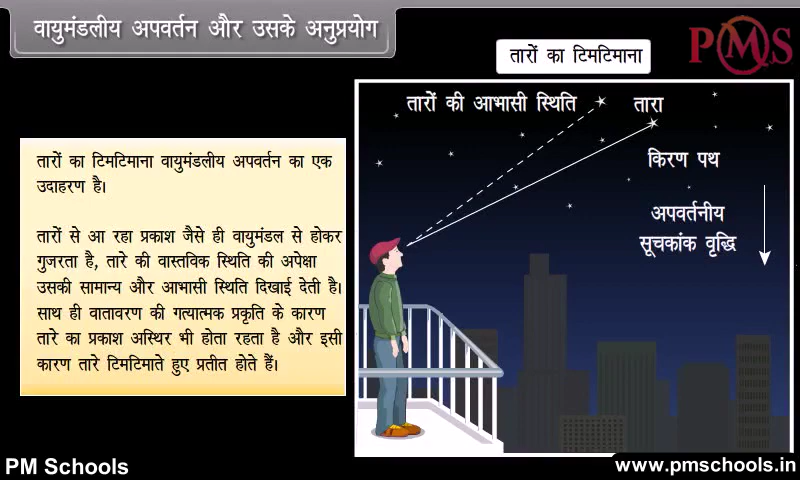 वायुमंडलीय अपवर्तन और उसके अनुप्रयोग
PMS
तारों का टिमटिमाना
तारों की आभासी स्थिति
तारा
किरण पथ
अपवर्तनीय
सूचकांक वृद्धि
तारों का टिमटिमाना वायुमंडलीय अपवर्तन का एक
उदाहरण है।
तारों से आ रहा प्रकाश जैसे ही वायुमंडल से होकर
गुजरता है, तारे की वास्तविक स्थिति की अपेक्षा
उसकी सामान्य और आभासी स्थिति दिखाई देती है।
साथ ही वातावरण की गत्यात्मक प्रकृति के कारण
तारे का प्रकाश अस्थिर भी होता रहता है और इसी
कारण तारे टिमटिमाते हुए प्रतीत होते हैं।
PM Schools
www.pmschools.in